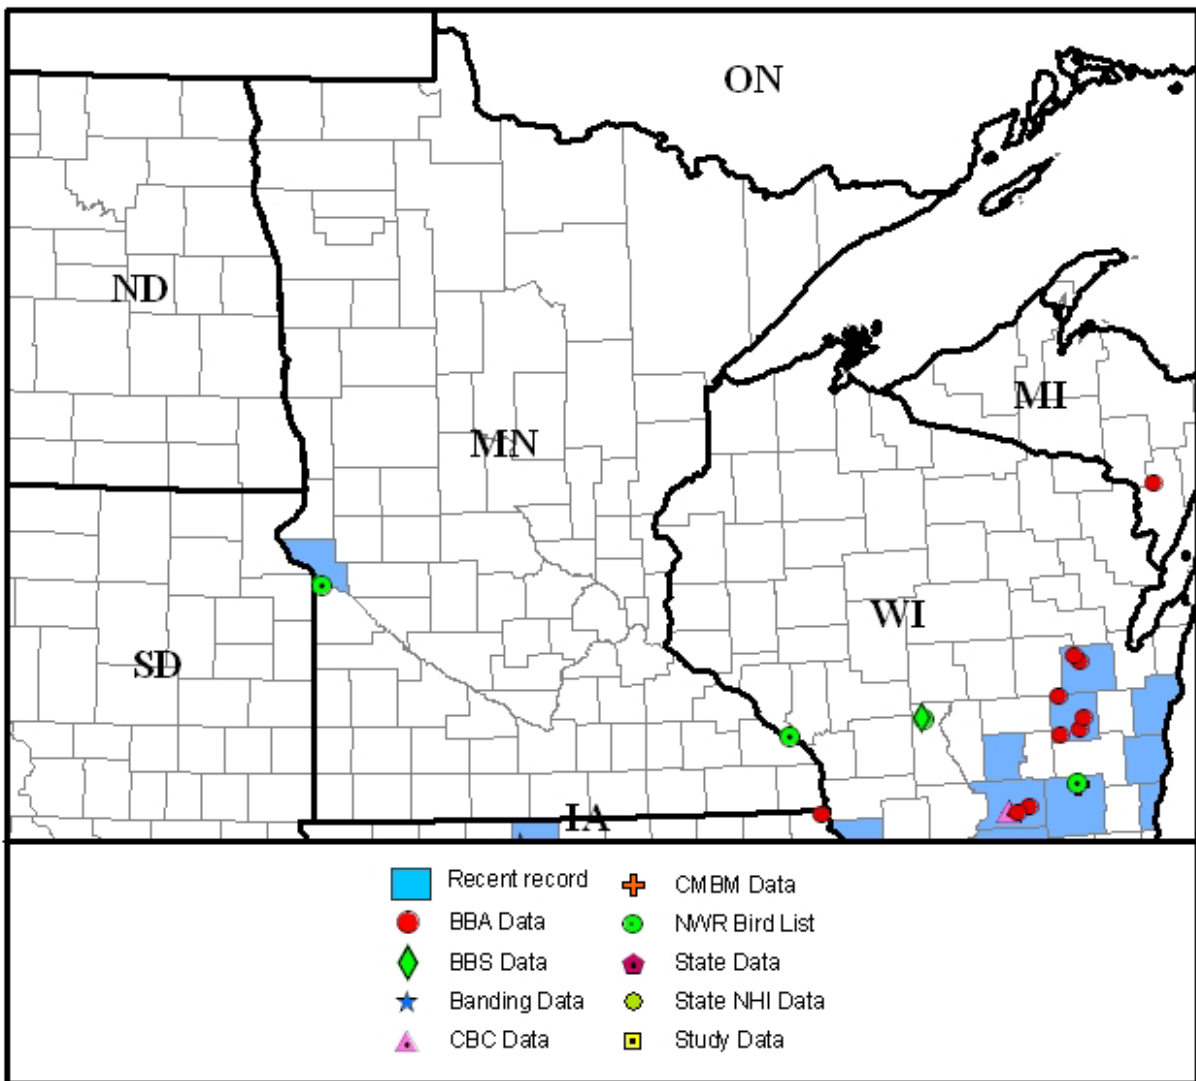 ON
ND
MI
MN
WI
SD
IA
Recent record
CMBM Data
BBA Data
NWR Bird List
BBS Data
State Data
Banding Data
State NHI Data
CBC Data
Study Data